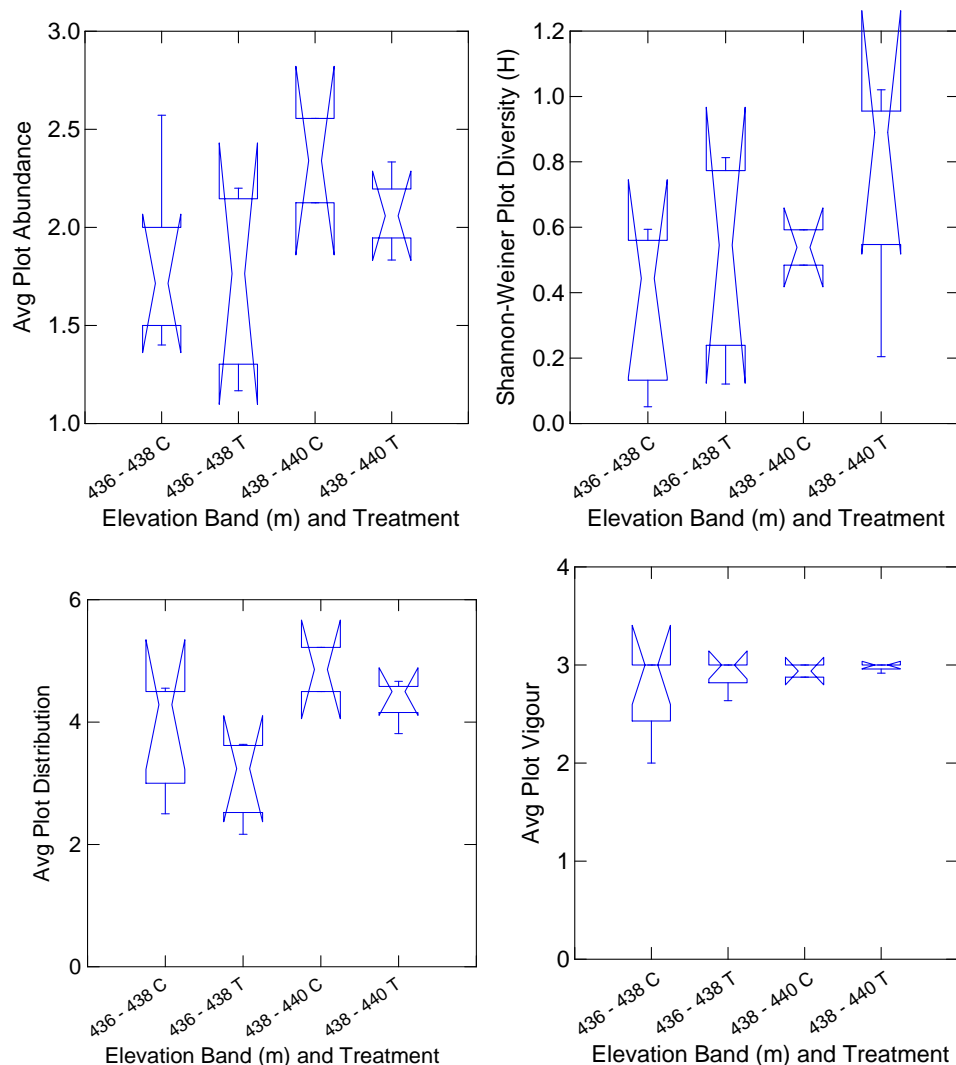 3.0
2.5
2.0
1.5
1.0
Avg Plot Abundance
436 - 438 C
436 - 438 T
438 - 440 C
438 - 440 T
Elevation Band (m) and Treatment
1.2
1.0
0.8
0.6
0.4
0.2
0.0
Shannon-Weiner Plot Diversity (H)
436 - 438 C
436 - 438 T
438 - 440 C
438 - 440 T
Elevation Band (m) and Treatment
6
4
2
0
Avg Plot Distribution
436 - 438 C
436 - 438 T
438 - 440 C
438 - 440 T
Elevation Band (m) and Treatment
4
3
2
1
0
Avg Plot Vigour
436 - 438 C
436 - 438 T
438 - 440 C
438 - 440 T
Elevation Band (m) and Treatment